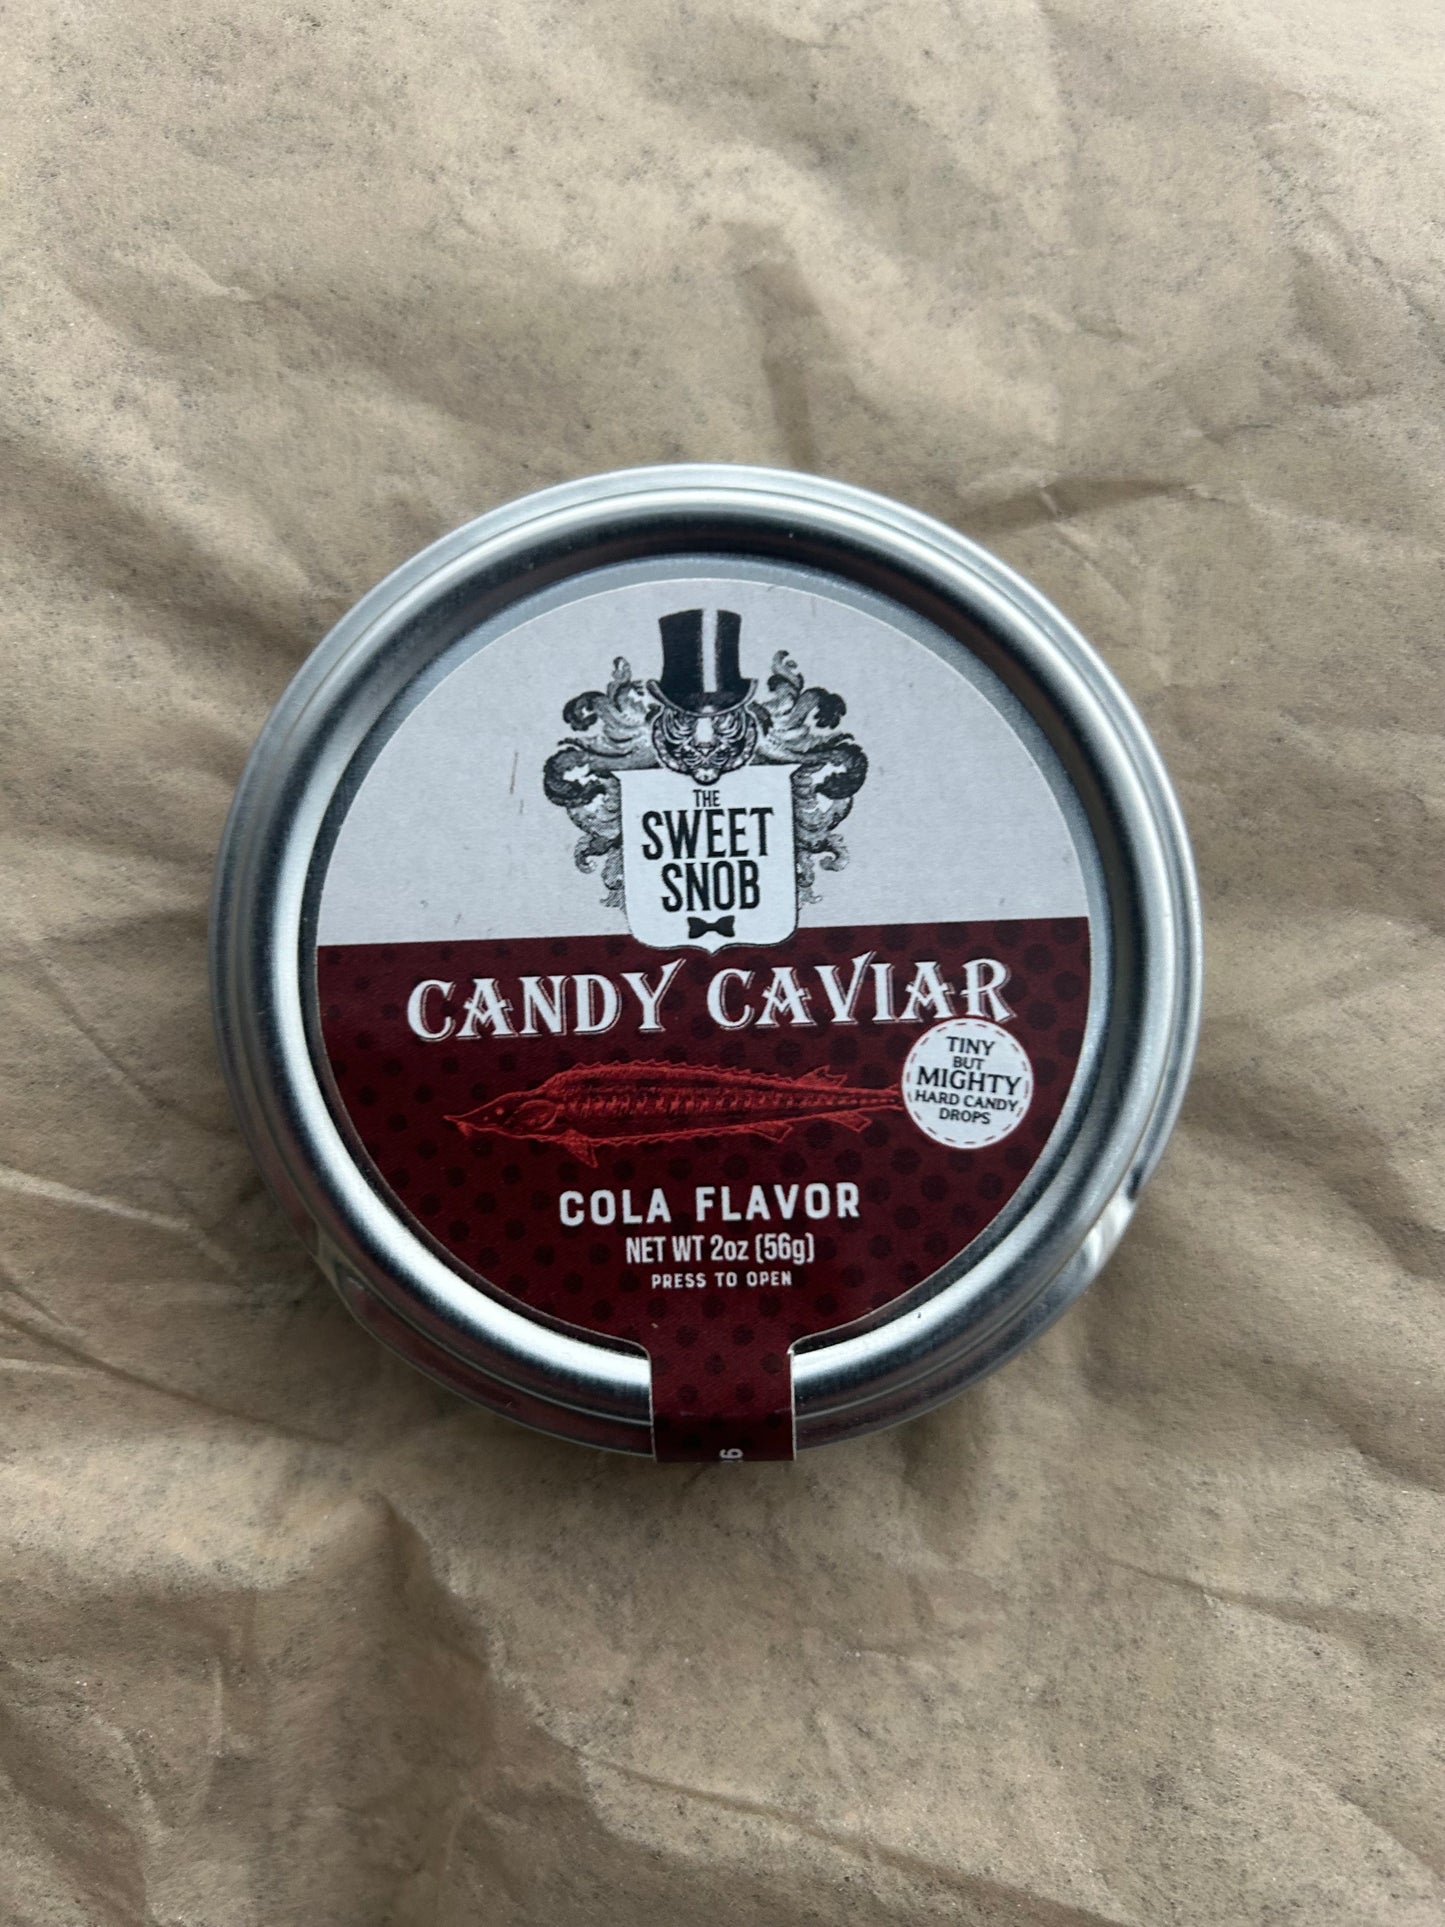 THE
SWEET
SNOB
CANDY CAVIAR
TINY
BUT
MIGHTY
HARD CANDY
DROPS
COLA FLAVOR
NET WT 2oz (56g)
PRESS TO OPEN